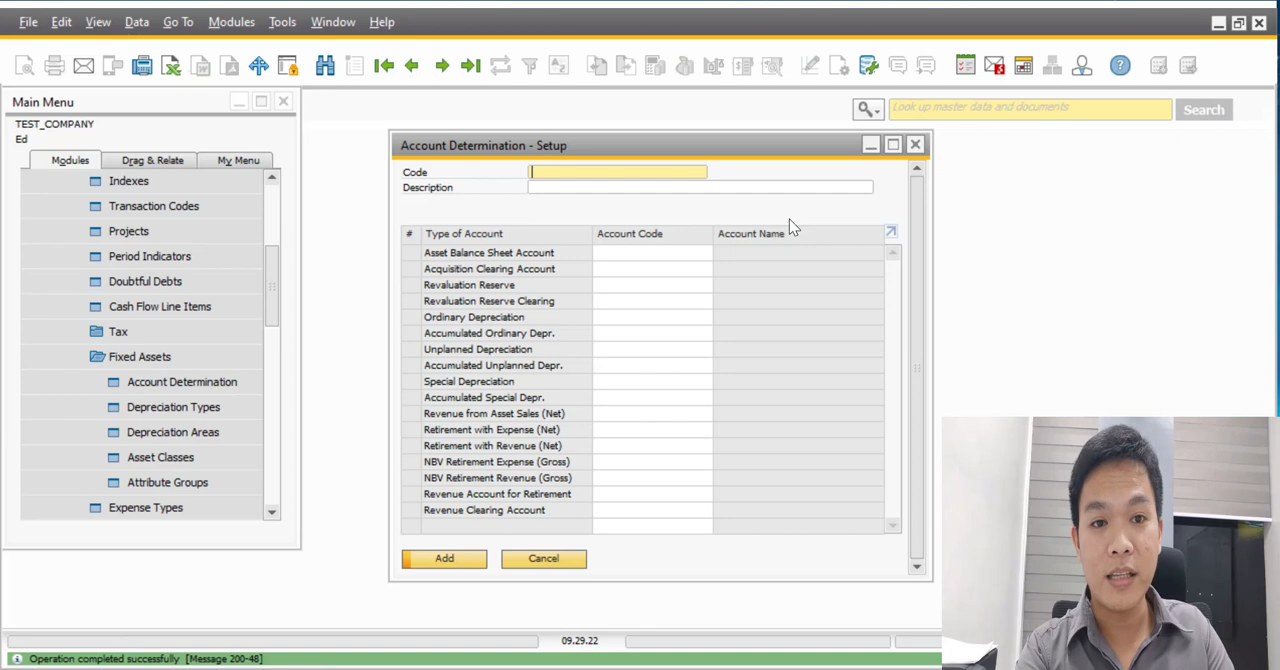 File Edit View Data Go To Modules Tools Window Help
Look up master data and documents
Search
Main Menu
TEST_COMPANY
Ed
Modules Drag & Relate My Menu
Indexes
Transaction Codes
Projects
Period Indicators
Doubtful Debts
Cash Flow Line Items
Tax
Fixed Assets
Account Determination
Depreciation Types
Depreciation Areas
Asset Classes
Attribute Groups
Expense Types
Account Determination - Setup
Code
Description
# Type of Account Account Code Account Name
Asset Balance Sheet Account
Acquisition Clearing Account
Revaluation Reserve
Revaluation Reserve Clearing
Ordinary Depreciation
Accumulated Ordinary Depr.
Unplanned Depreciation
Accumulated Unplanned Depr.
Special Depreciation
Accumulated Special Depr.
Revenue from Asset Sales (Net)
Retirement with Expense (Net)
Retirement with Revenue (Net)
NBV Retirement Expense (Gross)
NBV Retirement Revenue (Gross)
Revenue Account for Retirement
Revenue Clearing Account
Add Cancel
09.29.22
Operation completed successfully [Message 200-48]